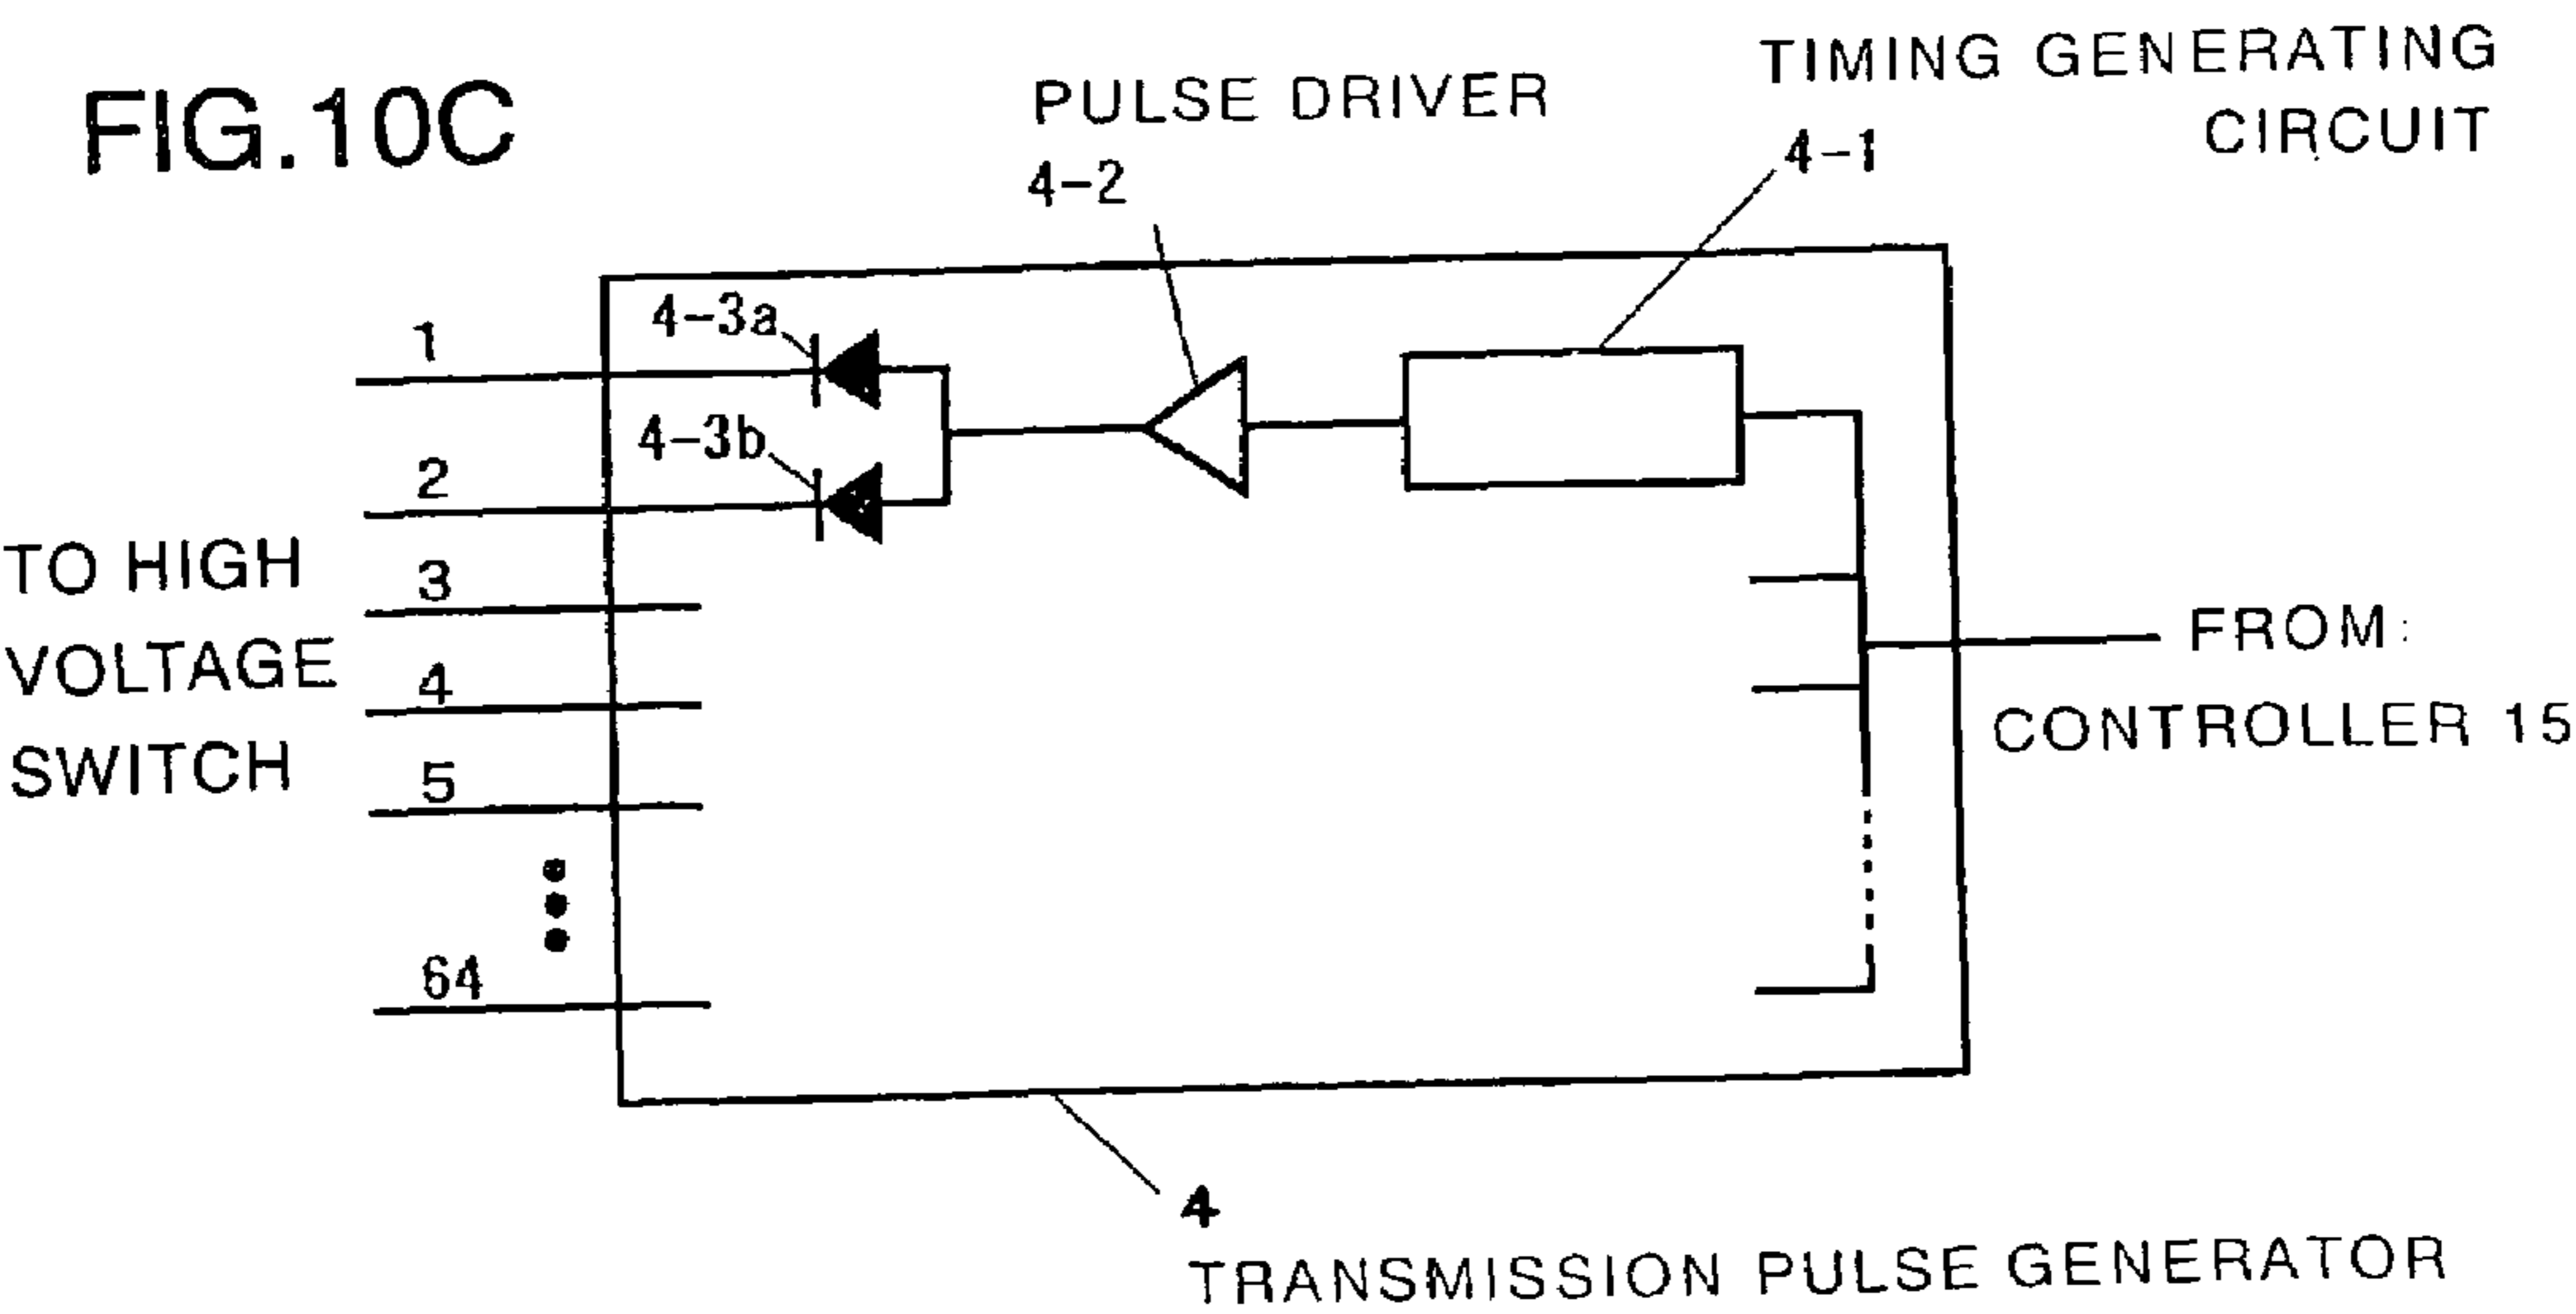 FIG.10C
PULSE DRIVER
4-2
TIMING GENERATING
CIRCUIT
4-1
4-3a
4-3b
1
2
3
4
5
64
TO HIGH
VOLTAGE
SWITCH
FROM
CONTROLLER 15
4
TRANSMISSION PULSE GENERATOR